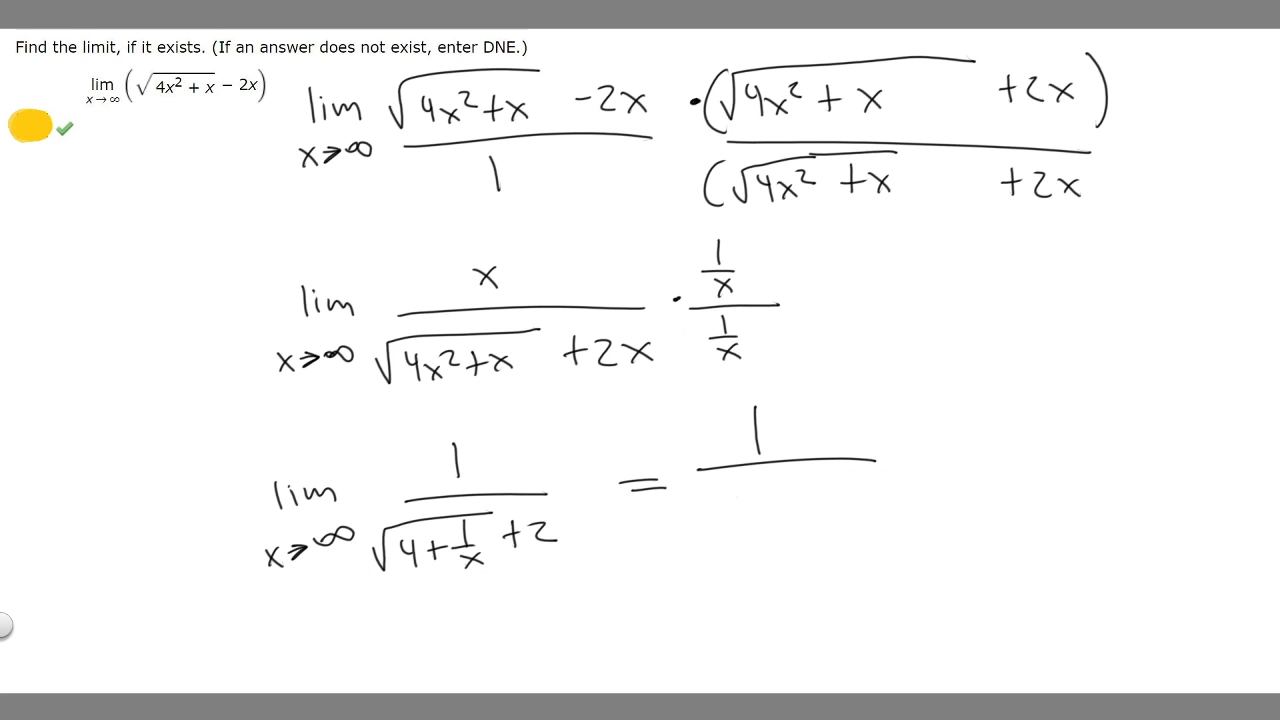 Find the limit, if it exists. (If an answer does not exist, enter DNE.)
lim x→∞ (√(4x² + x) − 2x)
lim x→∞ (√(4x²+x) −2x)/1 · (√(4x² + x) +2x)/(√(4x² +x) +2x)
lim x→∞ x/(√(4x²+x) +2x) · (1/x)/(1/x)
lim x→∞ 1/(√(4+1/x) +2) = 1/